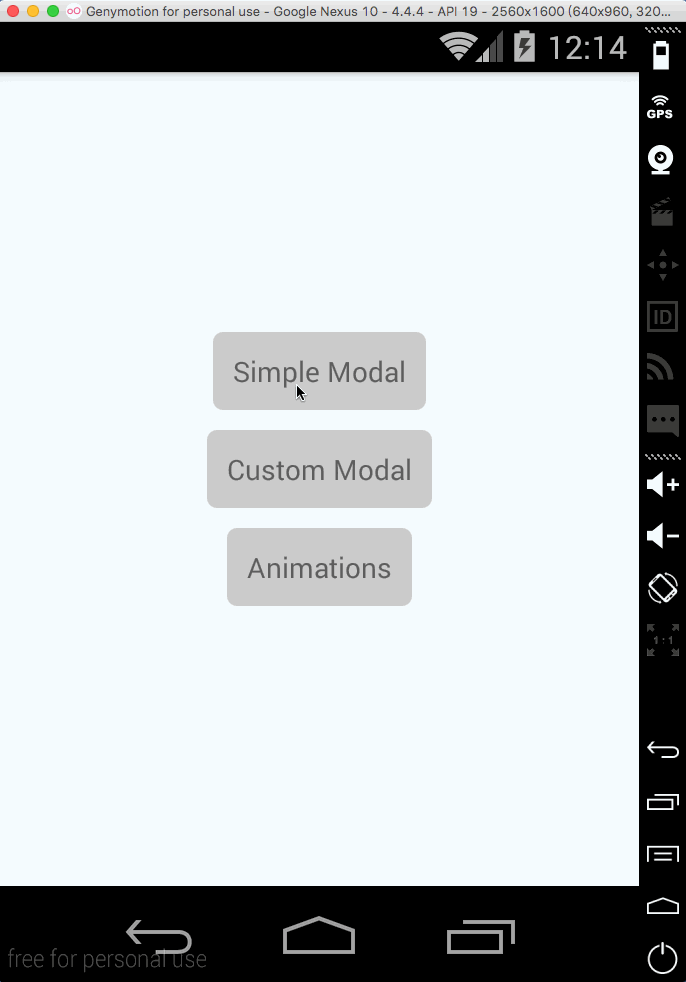 Genymotion for personal use - Google Nexus 10 - 4.4.4 - API 19 - 2560x1600 (640x960, 320...
12:14
GPS
ID
Simple Modal
Custom Modal
Animations
1:1
free for personal use